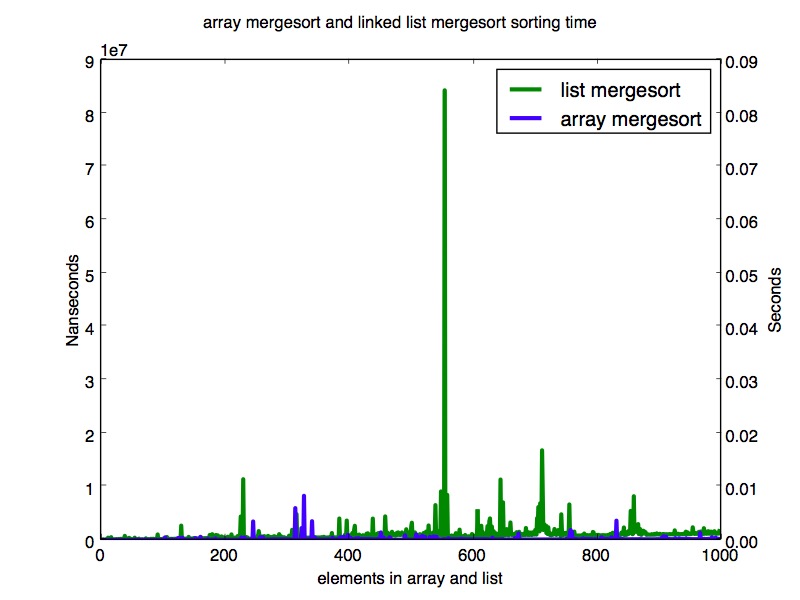 array mergesort and linked list mergesort sorting time
1e7
9
8
7
6
5
4
3
2
1
0
Nanseconds
0.09
0.08
0.07
0.06
0.05
0.04
0.03
0.02
0.01
0.00
Seconds
list mergesort
array mergesort
0 200 400 600 800 1000
elements in array and list